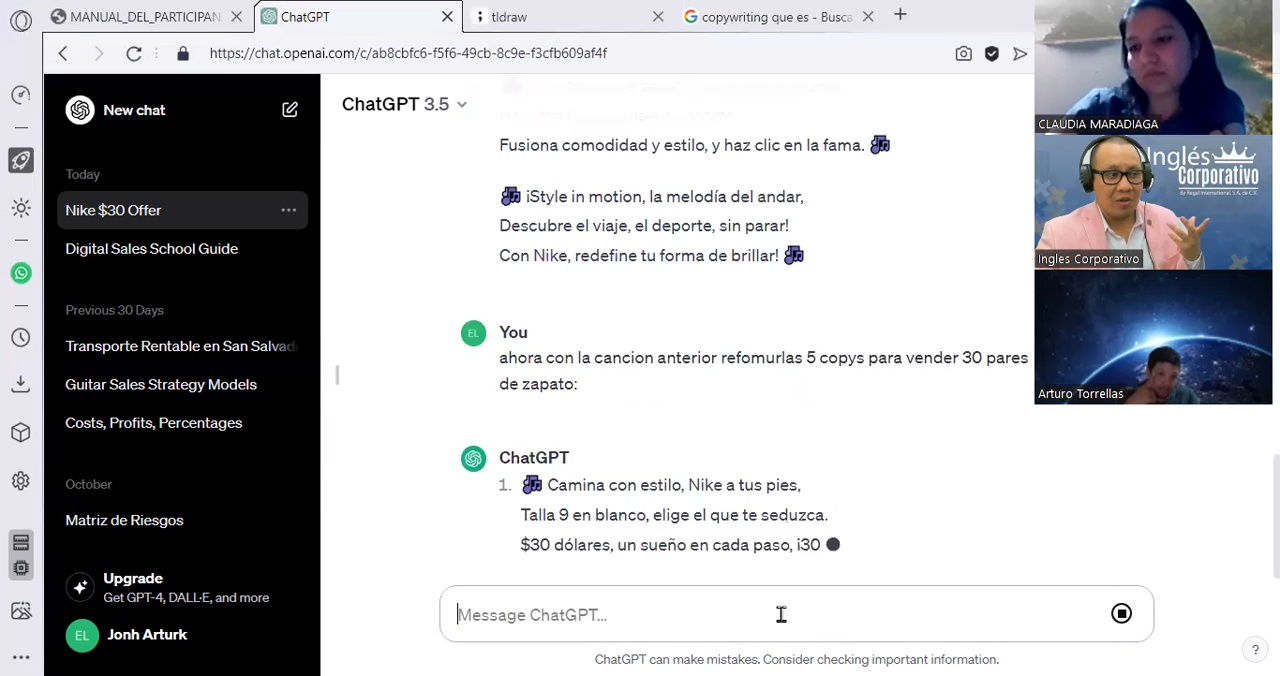 MANUAL_DEL_PARTICIPAN
ChatGPT
tldraw
copywriting que es - Busca
https://chat.openai.com/c/ab8cbfc6-f5f6-49cb-8c9e-f3cfb609af4f
New chat
Today
Nike $30 Offer
Digital Sales School Guide
Previous 30 Days
Transporte Rentable en San Salvad
Guitar Sales Strategy Models
Costs, Profits, Percentages
October
Matriz de Riesgos
Upgrade
Get GPT-4, DALL·E, and more
EL
Jonh Arturk
ChatGPT 3.5
Fusiona comodidad y estilo, y haz clic en la fama. 🎶
🎶 ¡Style in motion, la melodía del andar,
Descubre el viaje, el deporte, sin parar!
Con Nike, redefine tu forma de brillar! 🎶
EL
You
ahora con la cancion anterior refomurlas 5 copys para vender 30 pares
de zapato:
ChatGPT
1. 🎶 Camina con estilo, Nike a tus pies,
Talla 9 en blanco, elige el que te seduzca.
$30 dólares, un sueño en cada paso, ¡30
Message ChatGPT...
ChatGPT can make mistakes. Consider checking important information.
?
CLAUDIA MARADIAGA
Inglés
Corporativo
Ingles Corporativo
Arturo Torrellas